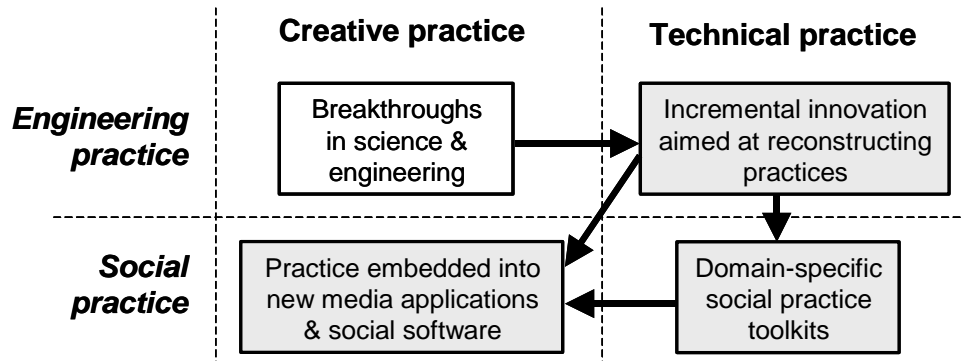 Creative practice
Technical practice
Engineering
practice
Breakthroughs
in science &
engineering
Incremental innovation
aimed at reconstructing
practices
Social
practice
Practice embedded into
new media applications
& social software
Domain-specific
social practice
toolkits